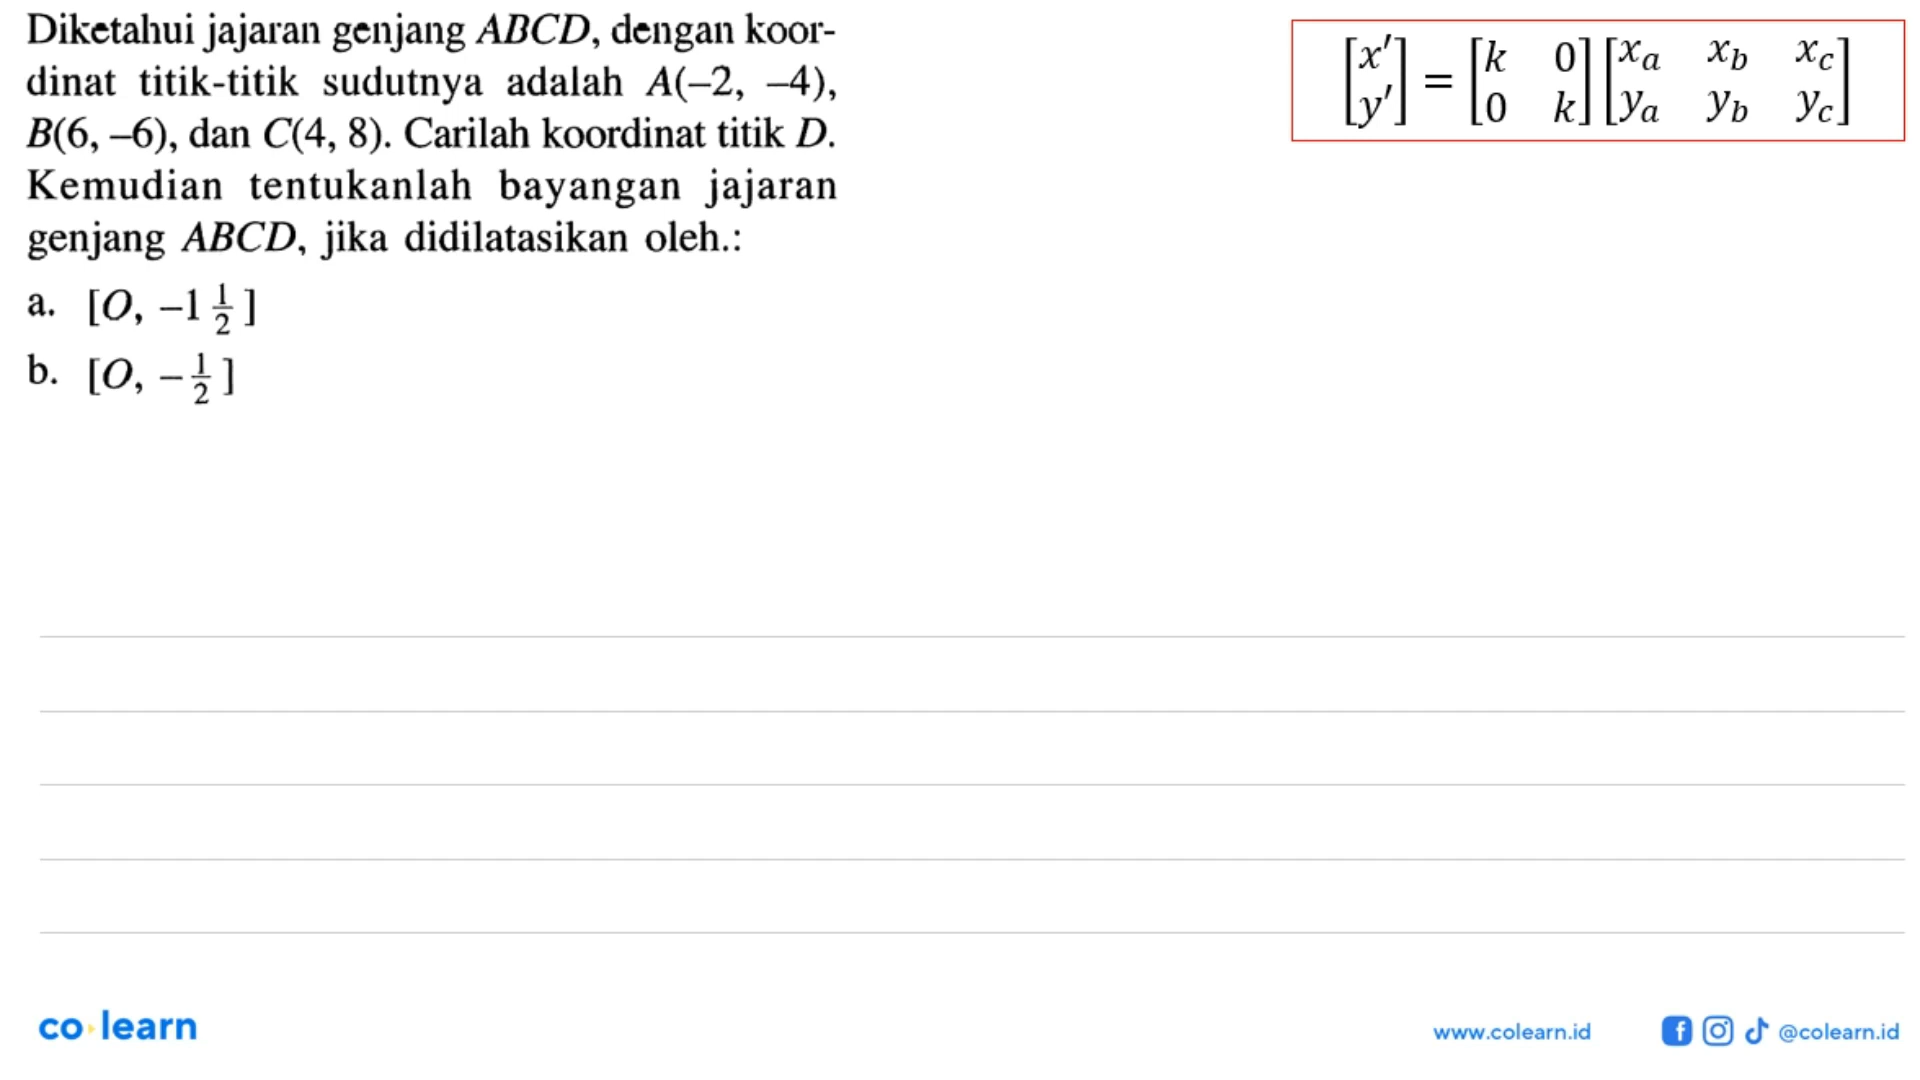 Diketahui jajaran genjang ABCD, dengan koor-
dinat titik-titik sudutnya adalah A(–2, –4),
B(6, –6), dan C(4, 8). Carilah koordinat titik D.
Kemudian tentukanlah bayangan jajaran
genjang ABCD, jika didilatasikan oleh.:
a. [O, –1 1/2 ]
b. [O, – 1/2 ]
[x' y'] = [k 0 0 k] [x_a x_b x_c y_a y_b y_c]
co learn
www.colearn.id
@colearn.id